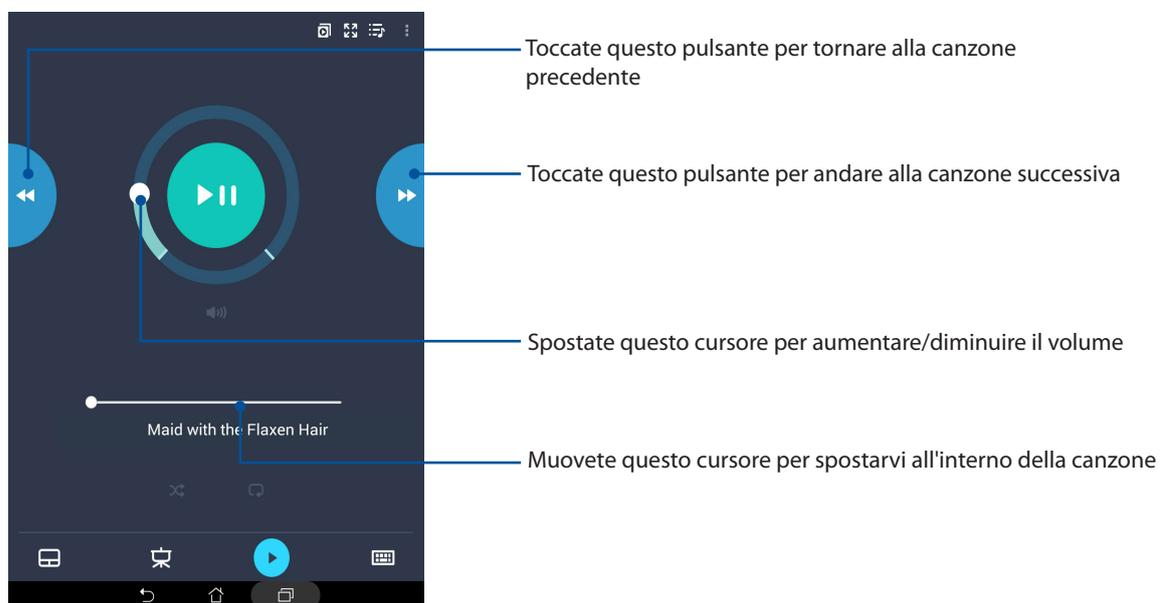 Toccate questo pulsante per tornare alla canzone
precedente
Toccate questo pulsante per andare alla canzone successiva
Spostate questo cursore per aumentare/diminuire il volume
Maid with the Flaxen Hair
Muovete questo cursore per spostarvi all'interno della canzone